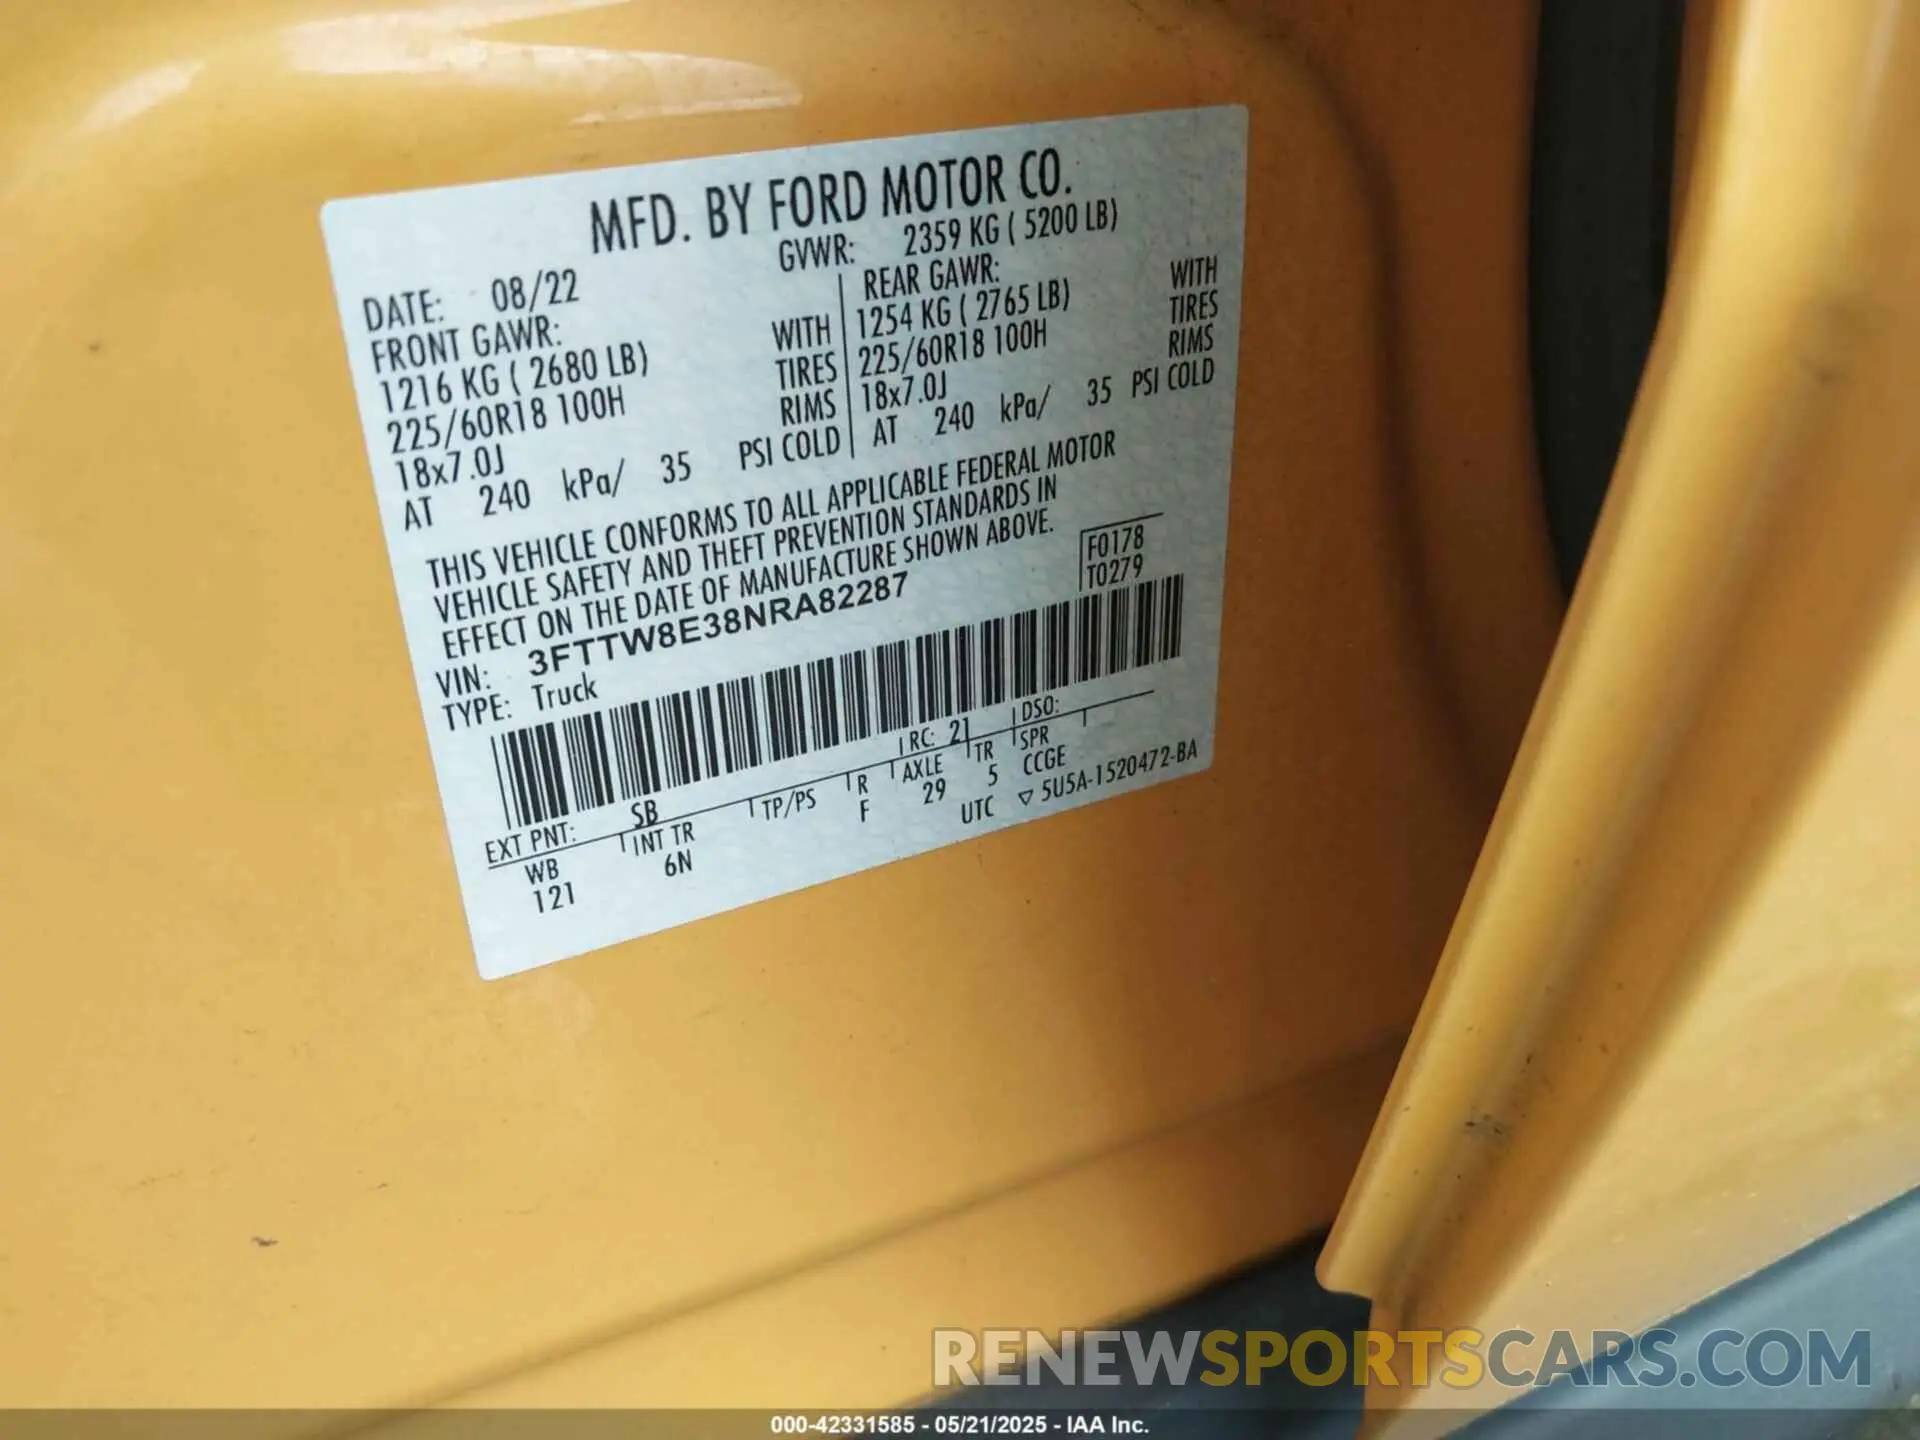 MFD. BY FORD MOTOR CO.
DATE: 08/22 GVWR: 2359 KG ( 5200 LB)
FRONT GAWR: REAR GAWR:
1216 KG ( 2680 LB) WITH 1254 KG ( 2765 LB) WITH
225/60R18 100H TIRES 225/60R18 100H TIRES
18x7.0J RIMS 18x7.0J RIMS
AT 240 kPa/ 35 PSI COLD AT 240 kPa/ 35 PSI COLD
THIS VEHICLE CONFORMS TO ALL APPLICABLE FEDERAL MOTOR
VEHICLE SAFETY AND THEFT PREVENTION STANDARDS IN
EFFECT ON THE DATE OF MANUFACTURE SHOWN ABOVE.
VIN: 3FTTW8E38NRA82287 F0178
TYPE: Truck T0279
EXT PNT: SB RC: 21 DSO:
WB INT TR TP/PS R AXLE TR SPR
121 6N F 29 5 CCGE
UTC ▽ 5U5A-1520472-BA
RENEWSPORTSCARS.COM
000-42331585 - 05/21/2025 - IAA Inc.